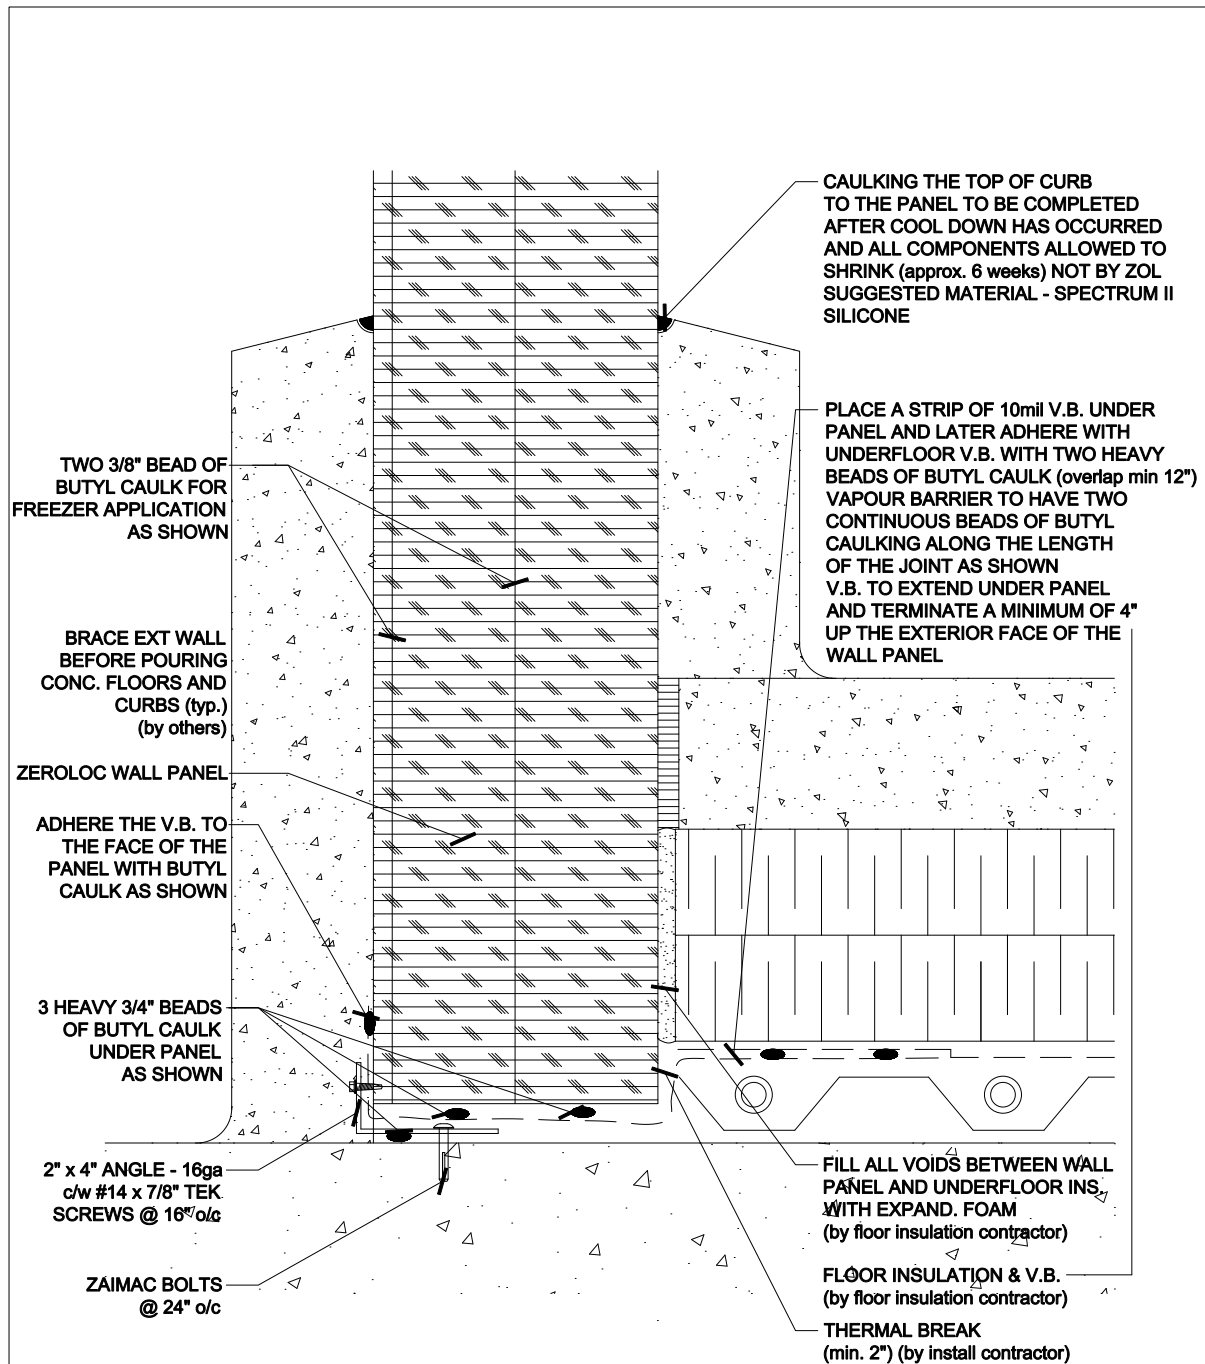 CAULKING THE TOP OF CURB
TO THE PANEL TO BE COMPLETED
AFTER COOL DOWN HAS OCCURRED
AND ALL COMPONENTS ALLOWED TO
SHRINK (approx. 6 weeks) NOT BY ZOL
SUGGESTED MATERIAL - SPECTRUM II
SILICONE
PLACE A STRIP OF 10mil V.B. UNDER
PANEL AND LATER ADHERE WITH
UNDERFLOOR V.B. WITH TWO HEAVY
BEADS OF BUTYL CAULK (overlap min 12")
VAPOUR BARRIER TO HAVE TWO
CONTINUOUS BEADS OF BUTYL
CAULKING ALONG THE LENGTH
OF THE JOINT AS SHOWN
V.B. TO EXTEND UNDER PANEL
AND TERMINATE A MINIMUM OF 4"
UP THE EXTERIOR FACE OF THE
WALL PANEL
TWO 3/8" BEAD OF
BUTYL CAULK FOR
FREEZER APPLICATION
AS SHOWN
BRACE EXT WALL
BEFORE POURING
CONC. FLOORS AND
CURBS (typ.)
(by others)
ZEROLOC WALL PANEL
ADHERE THE V.B. TO
THE FACE OF THE
PANEL WITH BUTYL
CAULK AS SHOWN
3 HEAVY 3/4" BEADS
OF BUTYL CAULK
UNDER PANEL
AS SHOWN
2" x 4" ANGLE - 16ga
c/w #14 x 7/8" TEK
SCREWS @ 16" o/c
ZAIMAC BOLTS
@ 24" o/c
FILL ALL VOIDS BETWEEN WALL
PANEL AND UNDERFLOOR INS.
WITH EXPAND. FOAM
(by floor insulation contractor)
FLOOR INSULATION & V.B.
(by floor insulation contractor)
THERMAL BREAK
(min. 2") (by install contractor)